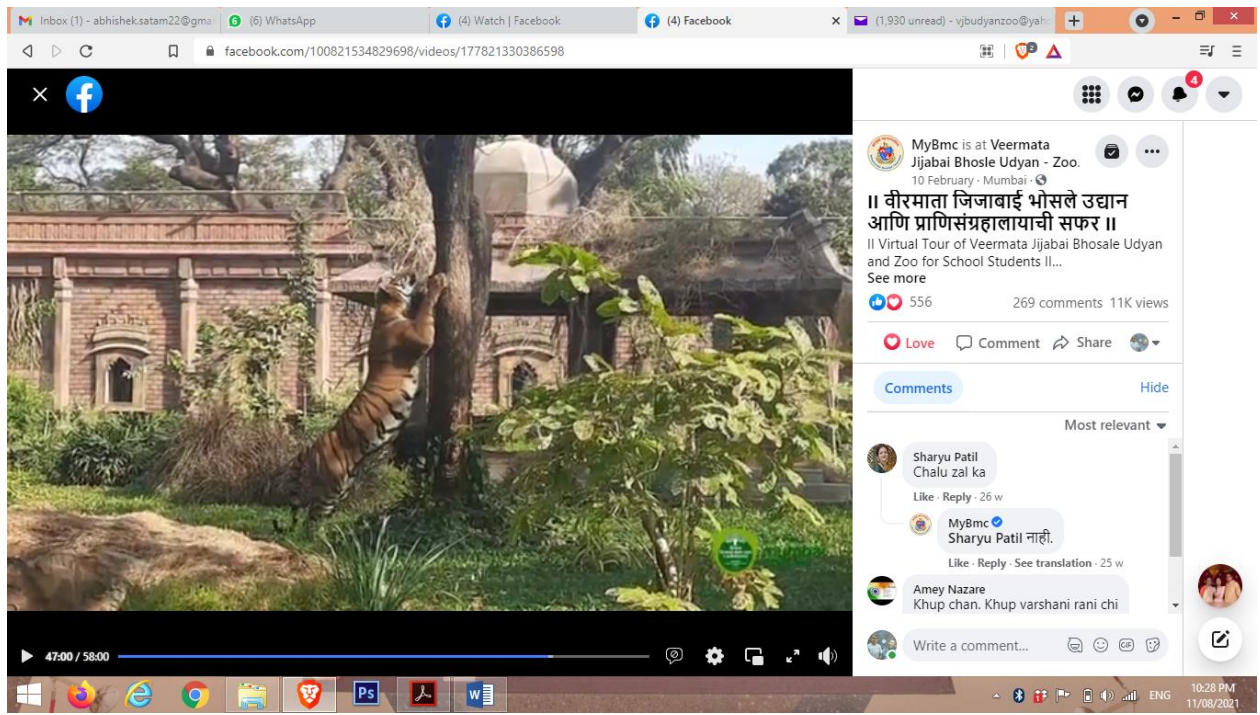 Inbox (1) - abhishek.satam22@gma
(6) WhatsApp
(4) Watch | Facebook
(4) Facebook
(1,930 unread) - vjbudyanzoo@yaho
facebook.com/100821534829698/videos/177821330386598
2
4
MyBmc is at Veermata
Jijabai Bhosle Udyan - Zoo.
10 February · Mumbai ·
॥ वीरमाता जिजाबाई भोसले उद्यान
आणि प्राणिसंग्रहालायाची सफर ॥
II Virtual Tour of Veermata Jijabai Bhosale Udyan
and Zoo for School Students II...
See more
556 269 comments 11K views
Love Comment Share
Comments Hide
Most relevant
Sharyu Patil
Chalu zal ka
Like · Reply · 26 w
MyBmc
Sharyu Patil नाही.
Like · Reply · See translation · 25 w
Amey Nazare
Khup chan. Khup varshani rani chi
Write a comment...
GIF
47:00 / 58:00
Ps
ENG
10:28 PM
11/08/2021